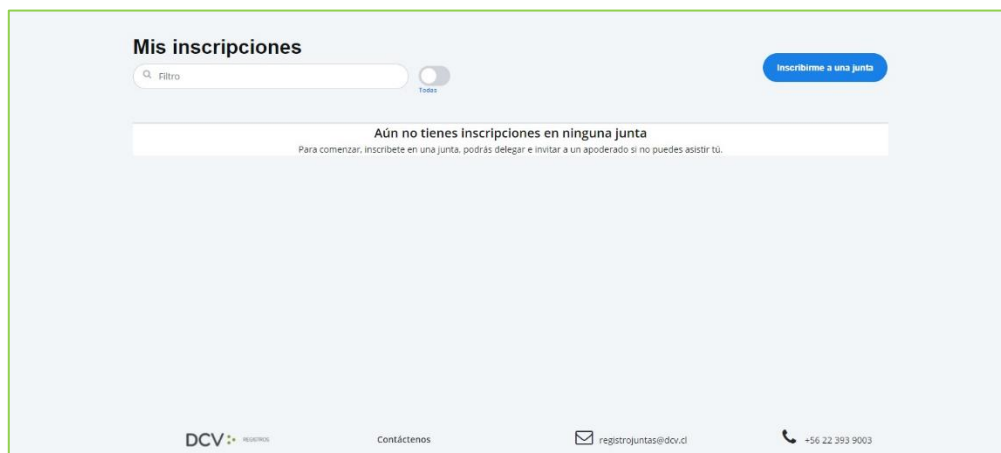 Mis inscripciones
Filtro
Todas
Inscribirme a una junta
Aún no tienes inscripciones en ninguna junta
Para comenzar, inscríbete en una junta, podrás delegar e invitar a un apoderado si no puedes asistir tú.
DCV REGISTROS
Contáctenos
registrojuntas@dcv.cl
+56 22 393 9003